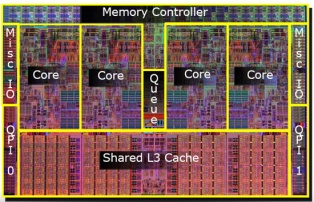 Memory Controller
Misc IO
Core
Core
Queue
Core
Core
Misc IO
QPI 0
Shared L3 Cache
QPI 1